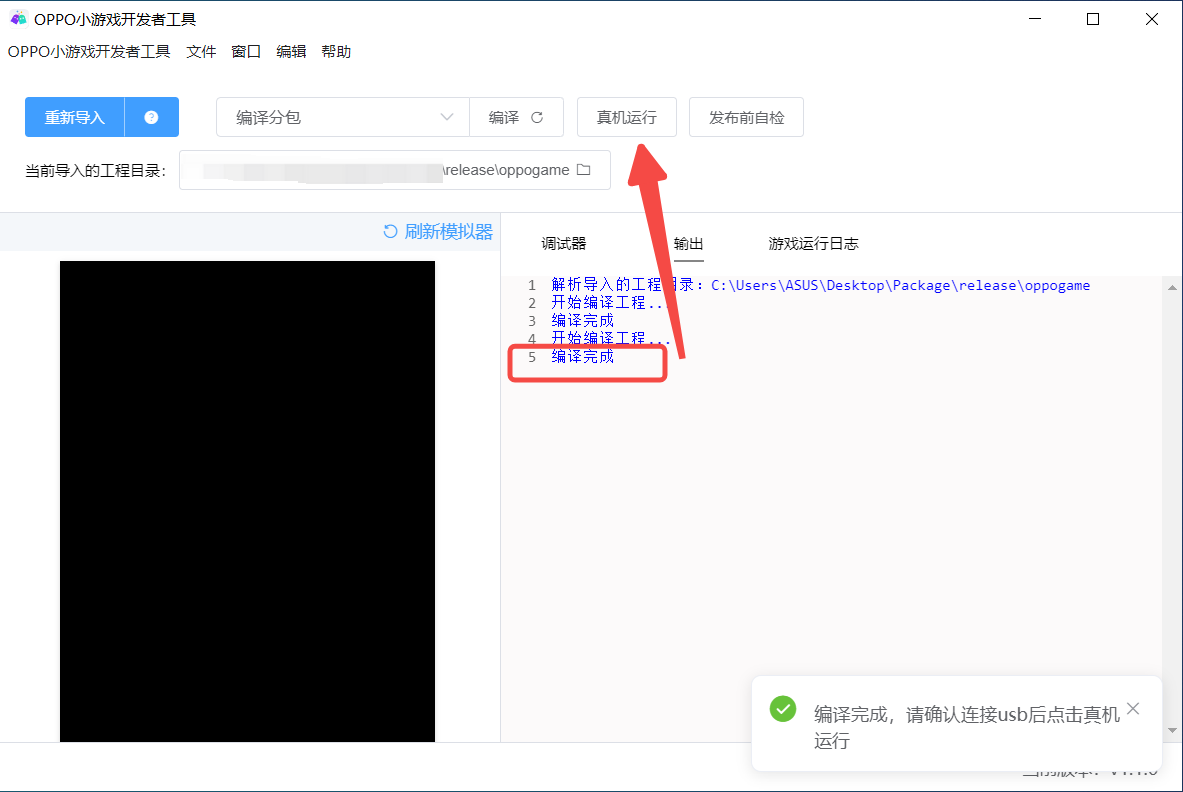 OPPO小游戏开发者工具
OPPO小游戏开发者工具 文件 窗口 编辑 帮助
重新导入 ? 编译分包 编译 真机运行 发布前自检
当前导入的工程目录： \release\oppogame
刷新模拟器
调试器 输出 游戏运行日志
1 解析导入的工程目录：C:\Users\ASUS\Desktop\Package\release\oppogame
2 开始编译工程...
3 编译完成
4 开始编译工程...
5 编译完成
编译完成，请确认连接usb后点击真机
运行